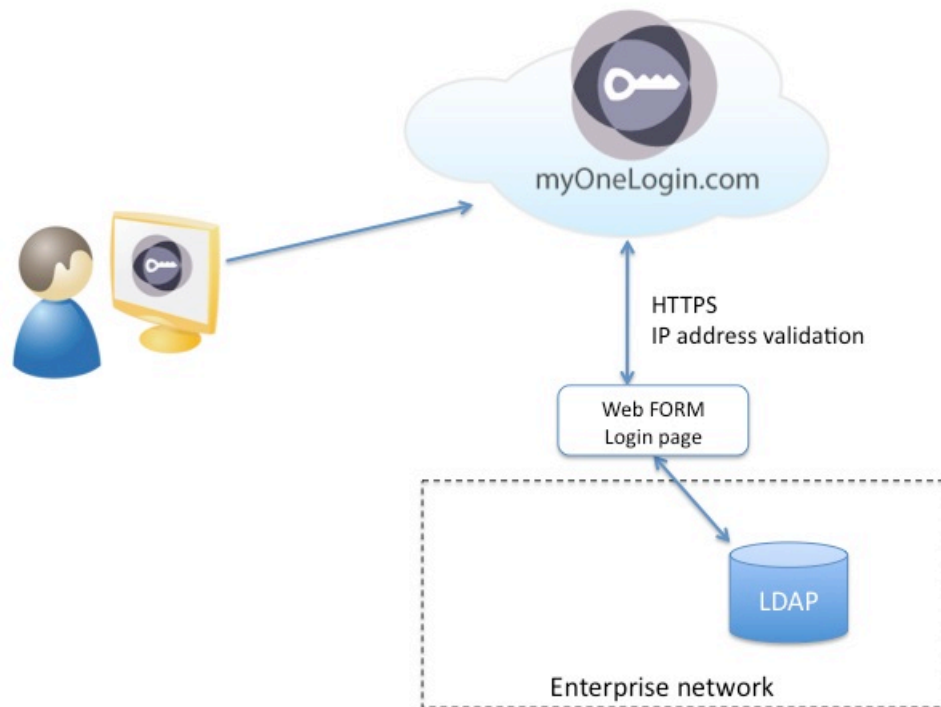 myOneLogin.com
HTTPS
IP address validation
Web FORM
Login page
LDAP
Enterprise network